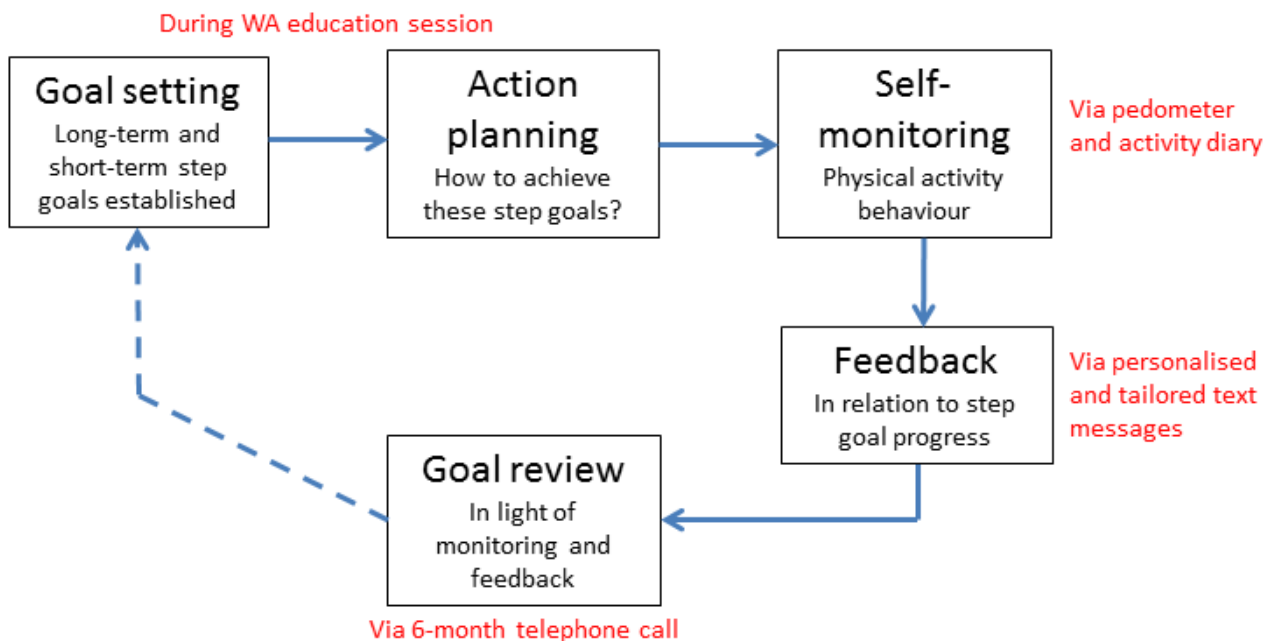 During WA education session
Goal setting
Long-term and
short-term step
goals established
Action
planning
How to achieve
these step goals?
Self-
monitoring
Physical activity
behaviour
Via pedometer
and activity diary
Feedback
In relation to step
goal progress
Via personalised
and tailored text
messages
Goal review
In light of
monitoring and
feedback
Via 6-month telephone call